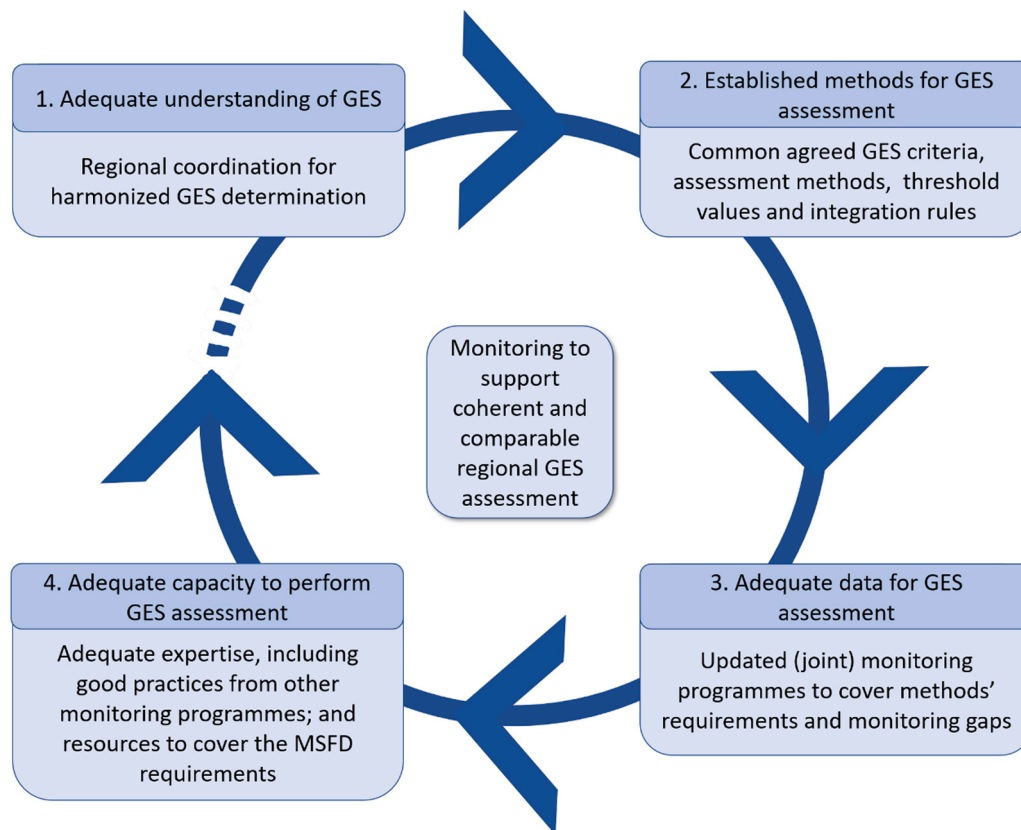 1. Adequate understanding of GES
Regional coordination for
harmonized GES determination
2. Established methods for GES
assessment
Common agreed GES criteria,
assessment methods, threshold
values and integration rules
Monitoring to
support
coherent and
comparable
regional GES
assessment
3. Adequate data for GES
assessment
Updated (joint) monitoring
programmes to cover methods’
requirements and monitoring gaps
4. Adequate capacity to perform
GES assessment
Adequate expertise, including
good practices from other
monitoring programmes; and
resources to cover the MSFD
requirements